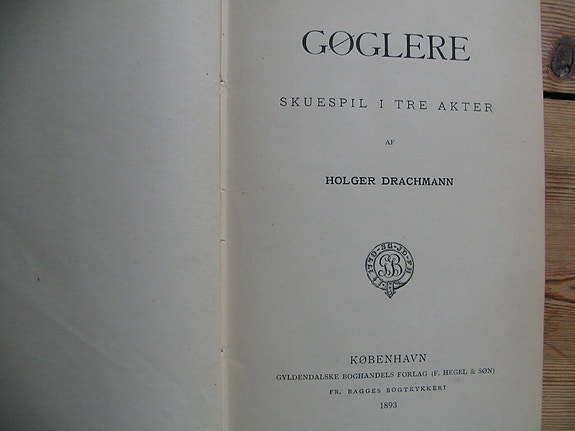 GØGLERE
SKUESPIL I TRE AKTER
AF
HOLGER DRACHMANN
KØBENHAVN
GYLDENDALSKE BOGHANDELS FORLAG (F. HEGEL & SØN)
FR. BAGGES BOGTRYKKERI
1893